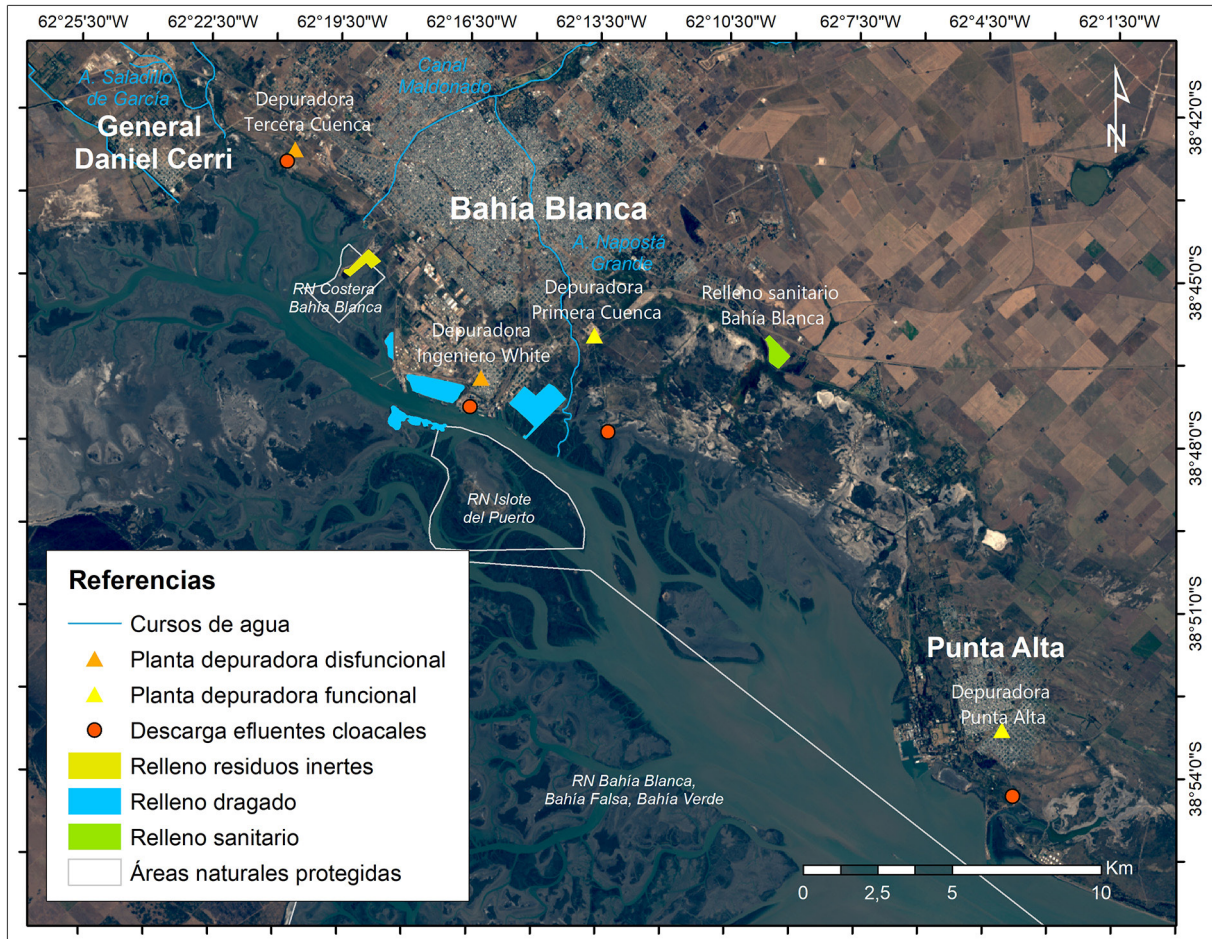 62°25'30"W 62°22'30"W 62°19'30"W 62°16'30"W 62°13'30"W 62°10'30"W 62°7'30"W 62°4'30"W 62°1'30"W
Canal
Maldonado
A. Saladillo
de García
Depuradora
Tercera Cuenca
General
Daniel Cerri
N
38°42'0"S
Bahía Blanca
A. Napostá
Grande
38°45'0"S
RN Costera
Bahía Blanca
Depuradora
Primera Cuenca
Relleno sanitario
Bahía Blanca
Depuradora
Ingeniero White
38°48'0"S
RN Islote
del Puerto
38°51'0"S
Punta Alta
Depuradora
Punta Alta
38°54'0"S
RN Bahía Blanca,
Bahía Falsa, Bahía Verde
Referencias
Cursos de agua
Planta depuradora disfuncional
Planta depuradora funcional
Descarga efluentes cloacales
Relleno residuos inertes
Relleno dragado
Relleno sanitario
Áreas naturales protegidas
Km
0 2,5 5 10